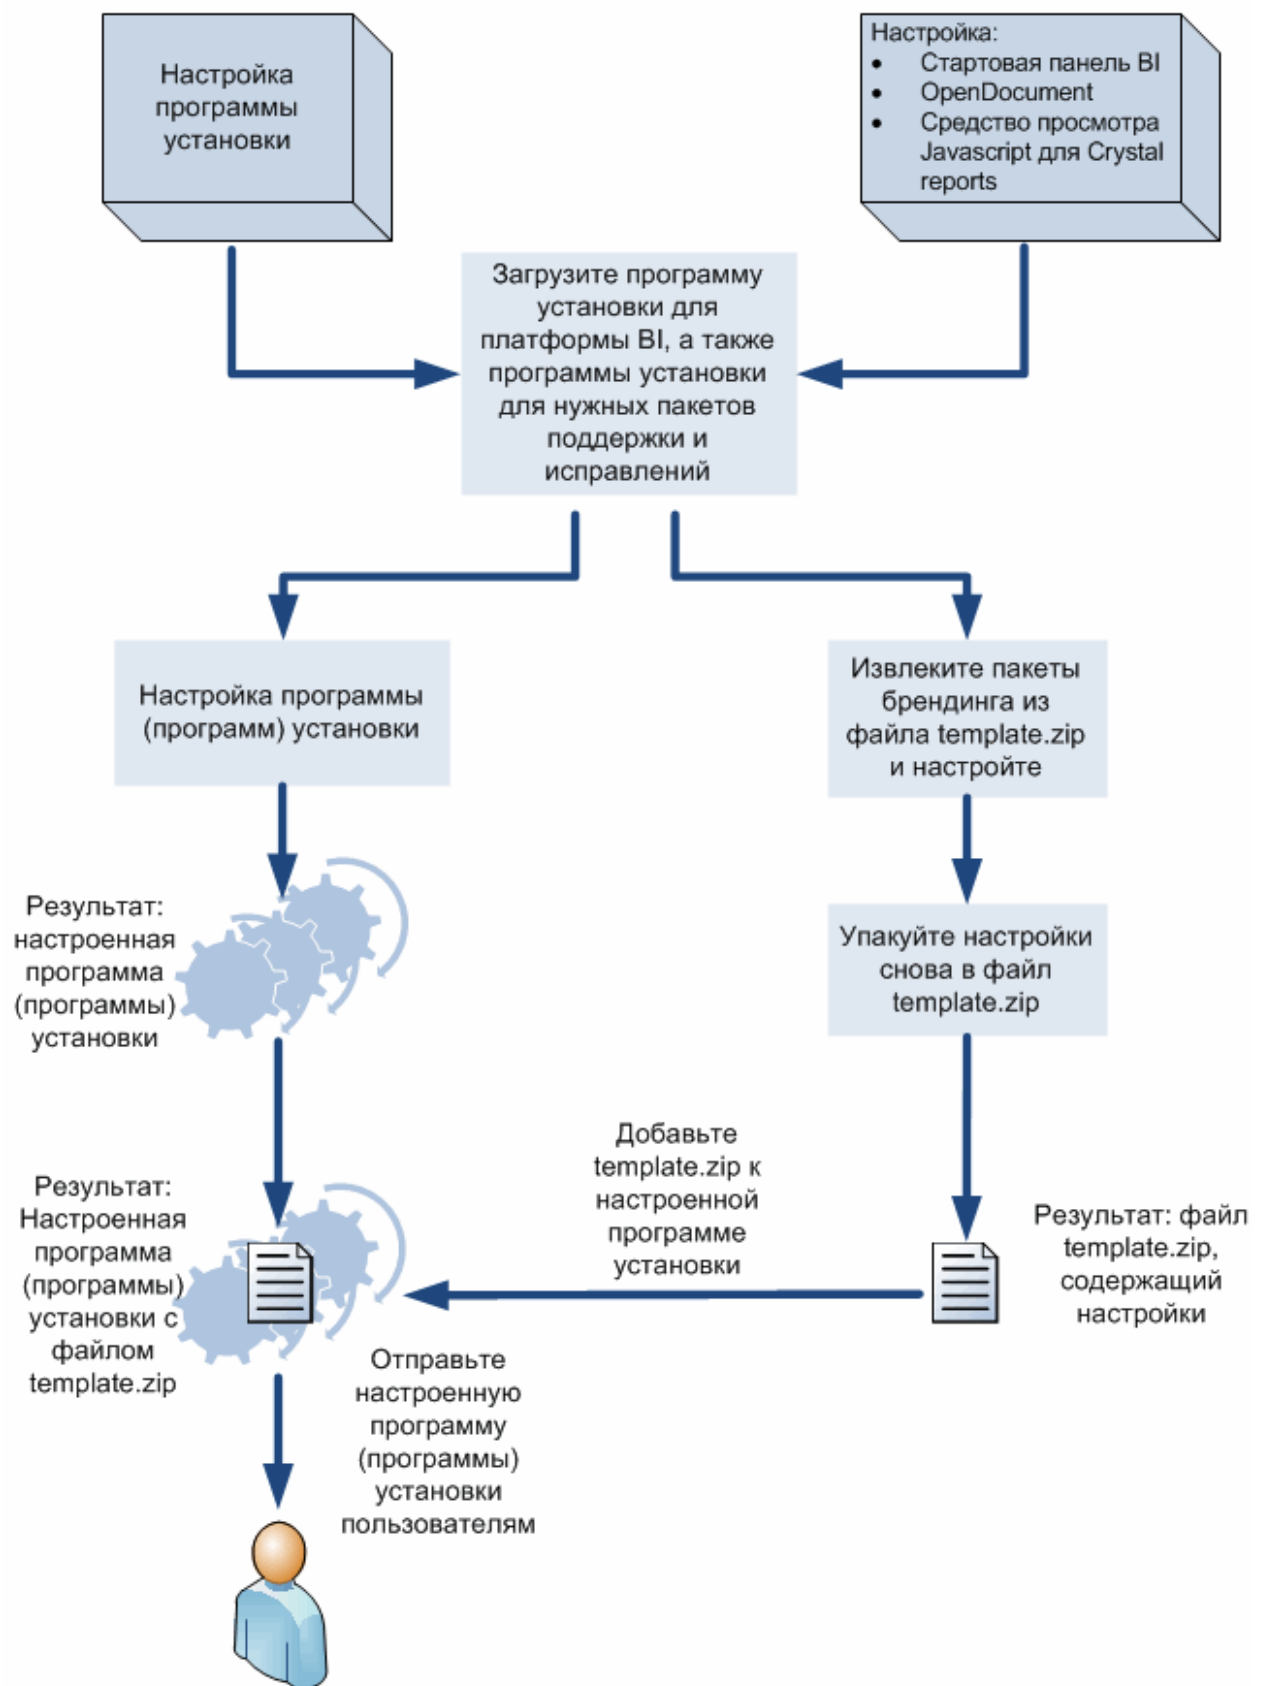 Настройка
программы
установки
Настройка:
• Стартовая панель BI
• OpenDocument
• Средство просмотра
Javascript для Crystal
reports
Загрузите программу
установки для
платформы BI, а также
программы установки
для нужных пакетов
поддержки и
исправлений
Настройка программы
(программ) установки
Извлеките пакеты
брендинга из
файла template.zip
и настройте
Результат:
настроенная
программа
(программы)
установки
Упакуйте настройки
снова в файл
template.zip
Добавьте
template.zip к
настроенной
программе
установки
Результат:
Настроенная
программа
(программы)
установки с
файлом
template.zip
Результат: файл
template.zip,
содержащий
настройки
Отправьте
настроенную
программу
(программы)
установки
пользователям